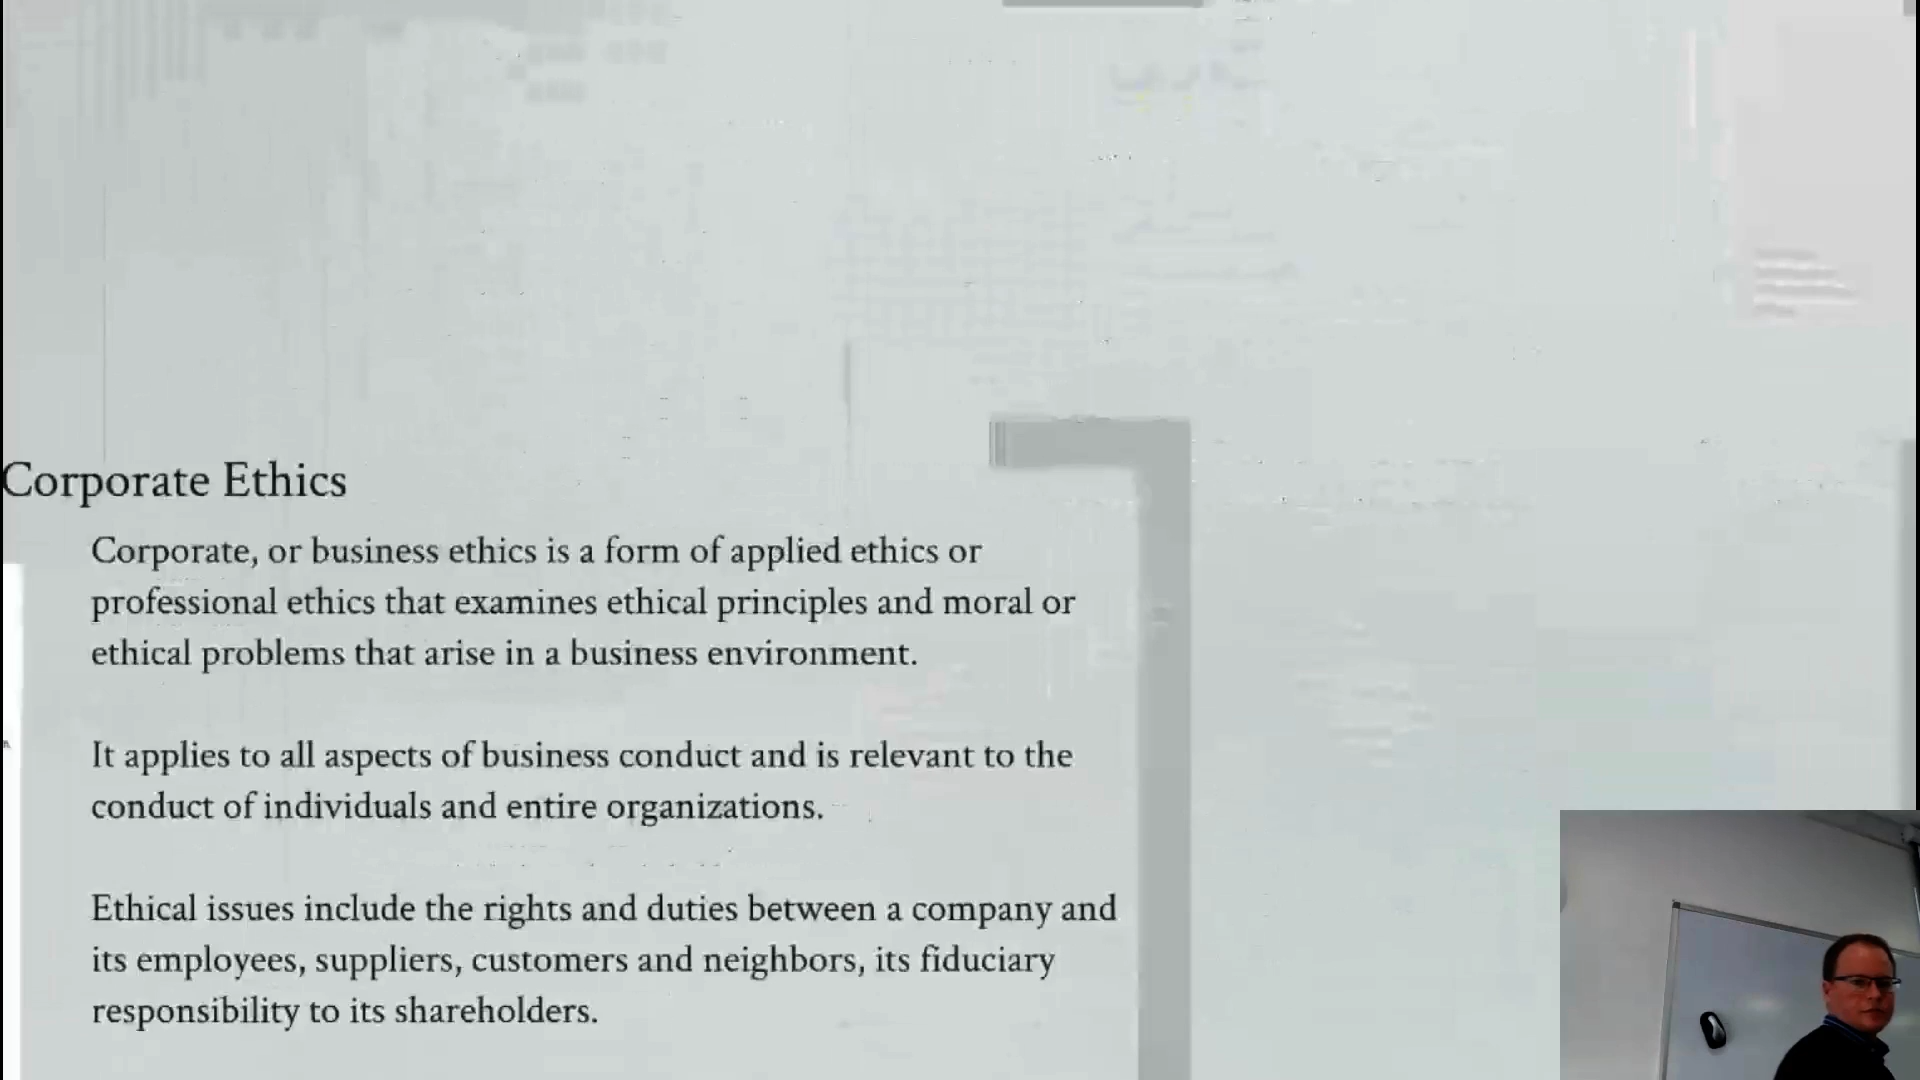 Corporate Ethics
Corporate, or business ethics is a form of applied ethics or
professional ethics that examines ethical principles and moral or
ethical problems that arise in a business environment.
It applies to all aspects of business conduct and is relevant to the
conduct of individuals and entire organizations.
Ethical issues include the rights and duties between a company and
its employees, suppliers, customers and neighbors, its fiduciary
responsibility to its shareholders.